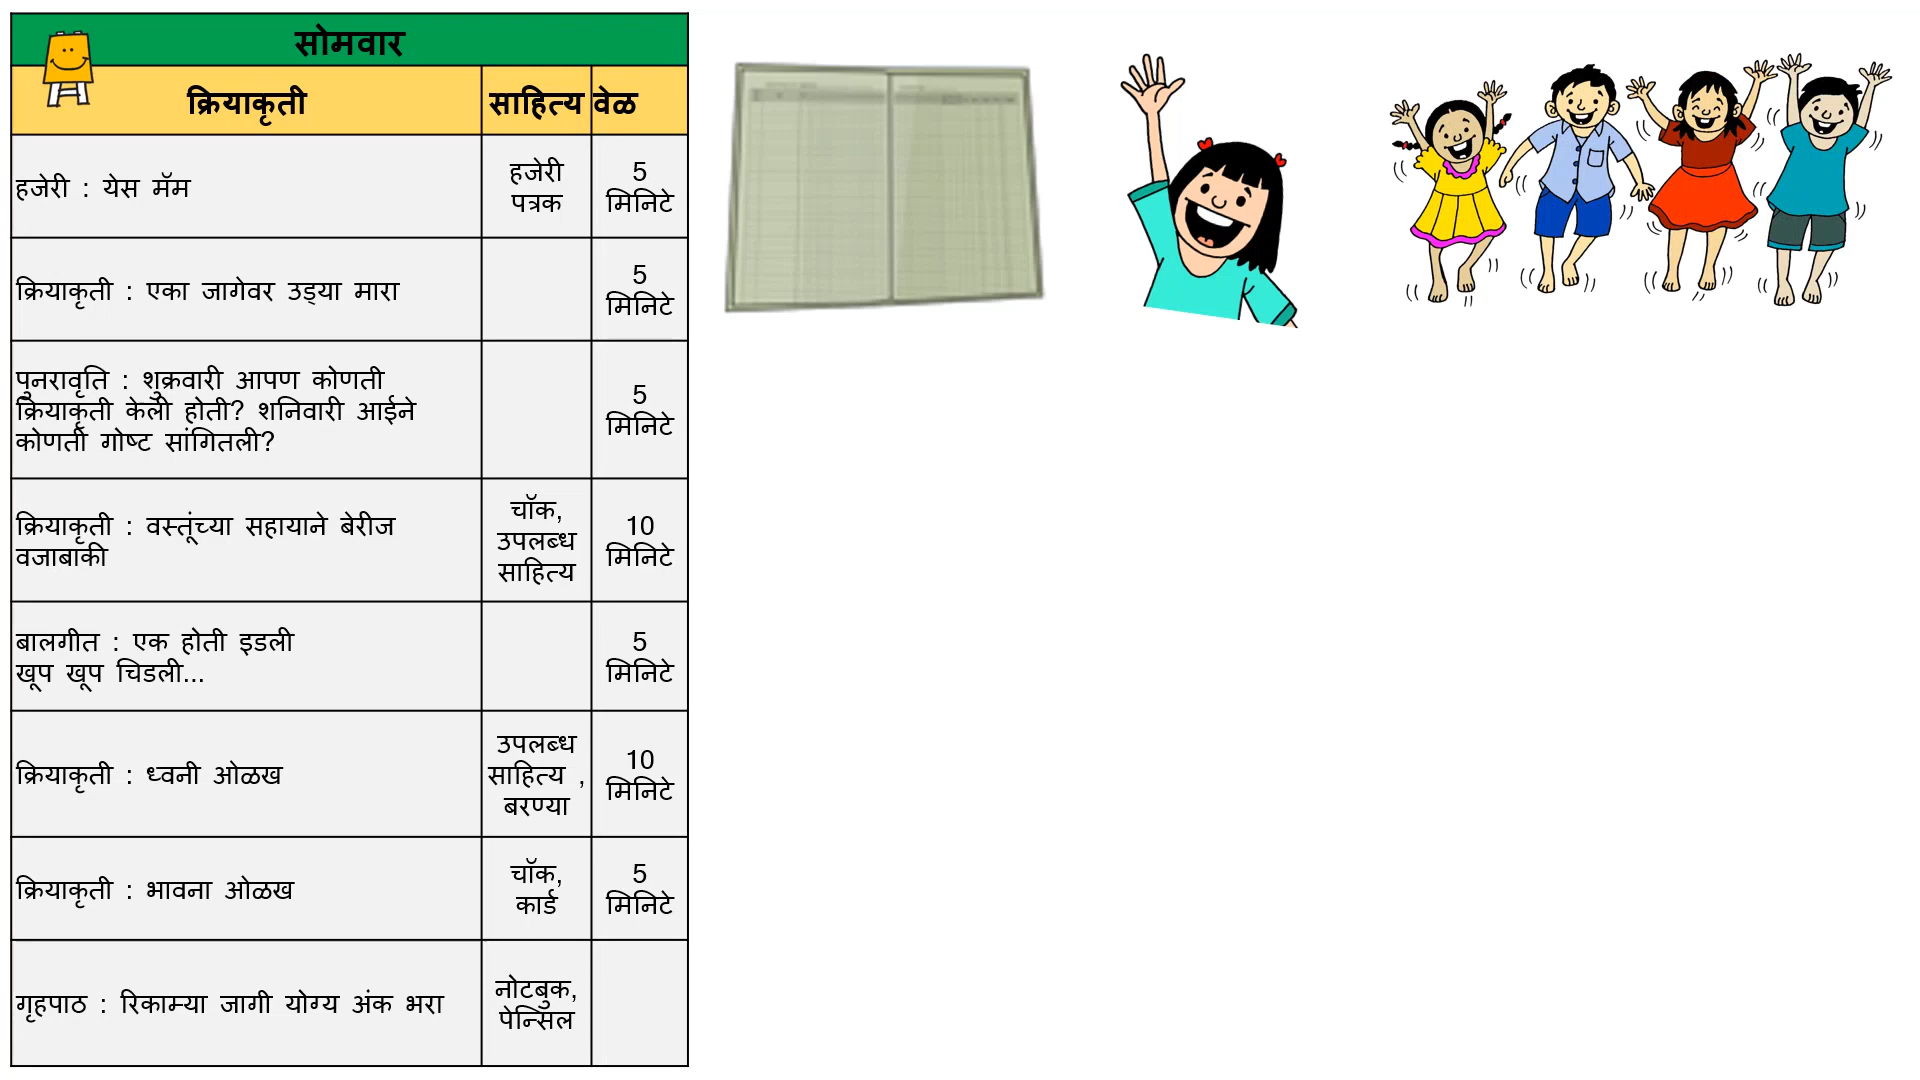 सोमवार
क्रियाकृती साहित्य वेळ
हजेरी : येस मॅम
हजेरी
पत्रक
5
मिनिटे
क्रियाकृती : एका जागेवर उड्या मारा
5
मिनिटे
पुनरावृति : शुक्रवारी आपण कोणती
क्रियाकृती केली होती? शनिवारी आईने
कोणती गोष्ट सांगितली?
5
मिनिटे
क्रियाकृती : वस्तूंच्या सहायाने बेरीज
वजाबाकी
चॉक,
उपलब्ध
साहित्य
10
मिनिटे
बालगीत : एक होती इडली
खूप खूप चिडली...
5
मिनिटे
क्रियाकृती : ध्वनी ओळख
उपलब्ध
साहित्य ,
बरण्या
10
मिनिटे
क्रियाकृती : भावना ओळख
चॉक,
कार्ड
5
मिनिटे
गृहपाठ : रिकाम्या जागी योग्य अंक भरा
नोटबुक,
पेन्सिल